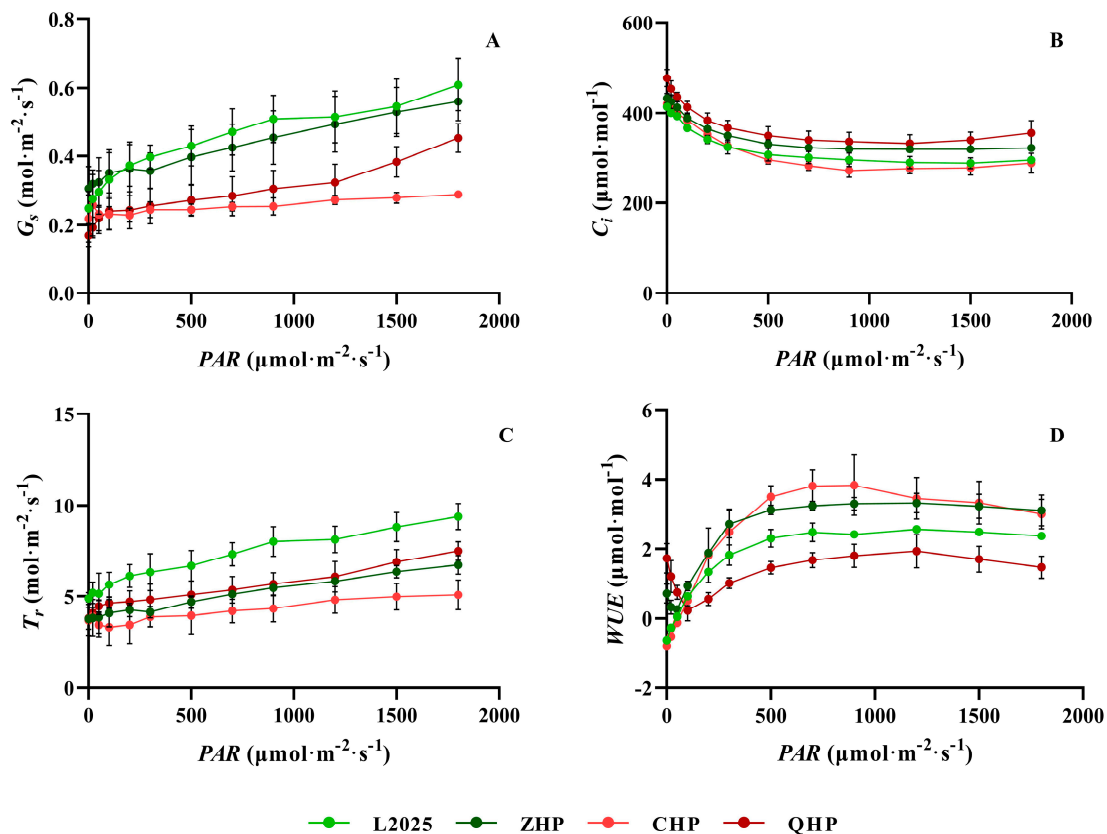 A
B
0.8
0.6
0.4
0.2
0.0
Gs (mol·m-2·s-1)
0
500
1000
1500
2000
PAR (μmol·m-2·s-1)
600
400
200
0
Ci (μmol·mol-1)
0
500
1000
1500
2000
PAR (μmol·m-2·s-1)
C
D
15
10
5
0
Tr (mol·m-2·s-1)
0
500
1000
1500
2000
PAR (μmol·m-2·s-1)
6
4
2
0
-2
WUE (μmol·mol-1)
0
500
1000
1500
2000
PAR (μmol·m-2·s-1)
L2025 ZHP CHP QHP